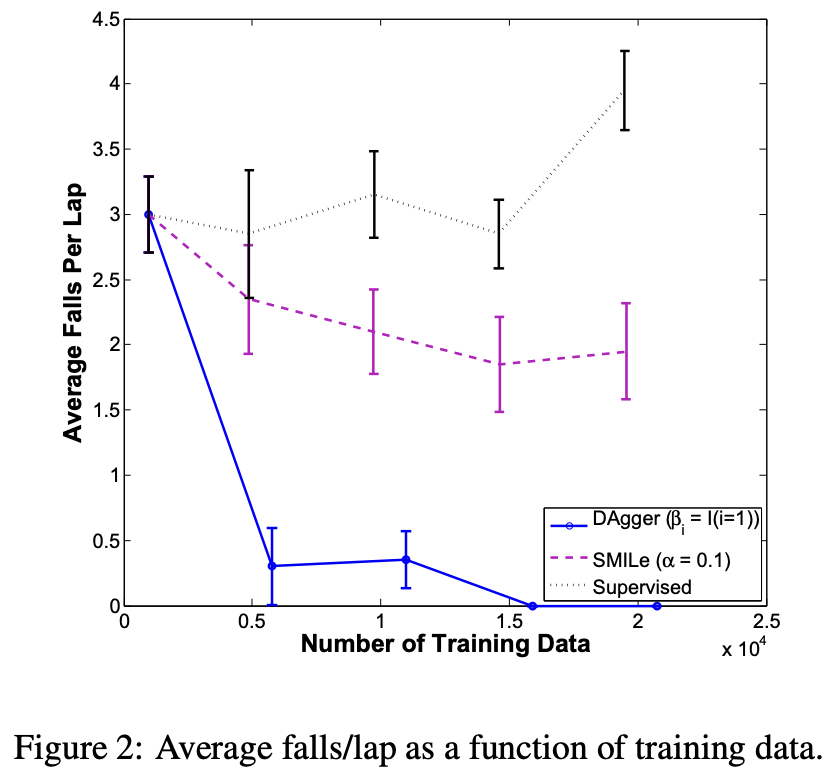 4.5
4
3.5
3
2.5
2
1.5
1
0.5
0
Average Falls Per Lap
DAgger (βi = I(i=1))
SMILe (α = 0.1)
Supervised
0 0.5 1 1.5 2 2.5
Number of Training Data
x 10^4
Figure 2: Average falls/lap as a function of training data.